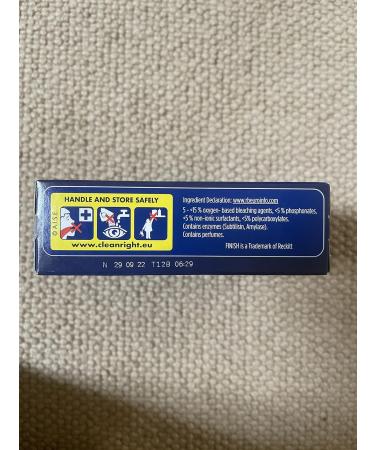 HANDLE AND STORE SAFELY
A.I.S.E.
www.cleanright.eu
Ingredient Declaration: www.rbeuroinfo.com
5 - <15 % oxygen- based bleaching agents, <5 % phosphonates,
<5 % non-ionic surfactants, <5% polycarboxylates.
Contains enzymes (Subtilisin, Amylase).
Contains perfumes.
FINISH is a Trademark of Reckitt
N 29 09 22 T128 06:29